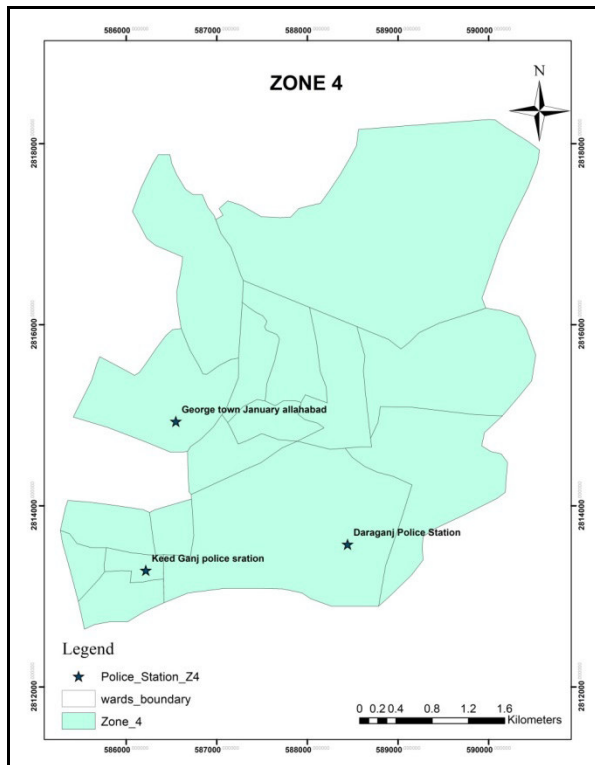 586000 587000 588000 589000 590000
ZONE 4
N
2818000 2818000
2816000 2816000
George town January allahabad
2814000 2814000
Daraganj Police Station
Keed Ganj police sration
Legend
Police_Station_Z4
wards_boundary
Zone_4
2812000 2812000
0 0.2 0.4 0.8 1.2 1.6
Kilometers
586000 587000 588000 589000 590000